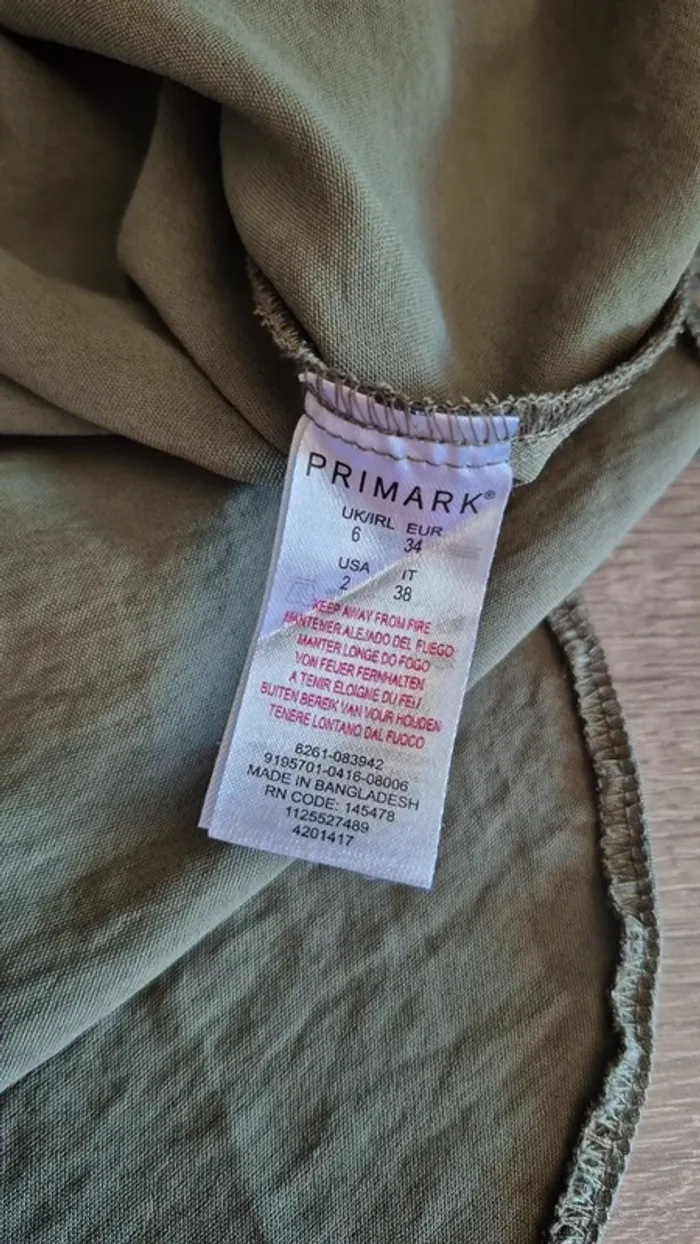 PRIMARK®
UK/IRL EUR
6 34
USA IT
2 38
KEEP AWAY FROM FIRE
MANTENER ALEJADO DEL FUEGO
MANTER LONGE DO FOGO
VON FEUER FERNHALTEN
A TENIR ÉLOIGNE DU FEU
BUITEN BEREIK VAN VOUR HOUDEN
TENERE LONTANO DAL FUOCO
8261-083942
9195701-0416-08006
MADE IN BANGLADESH
RN CODE: 145478
1125527489
4201417